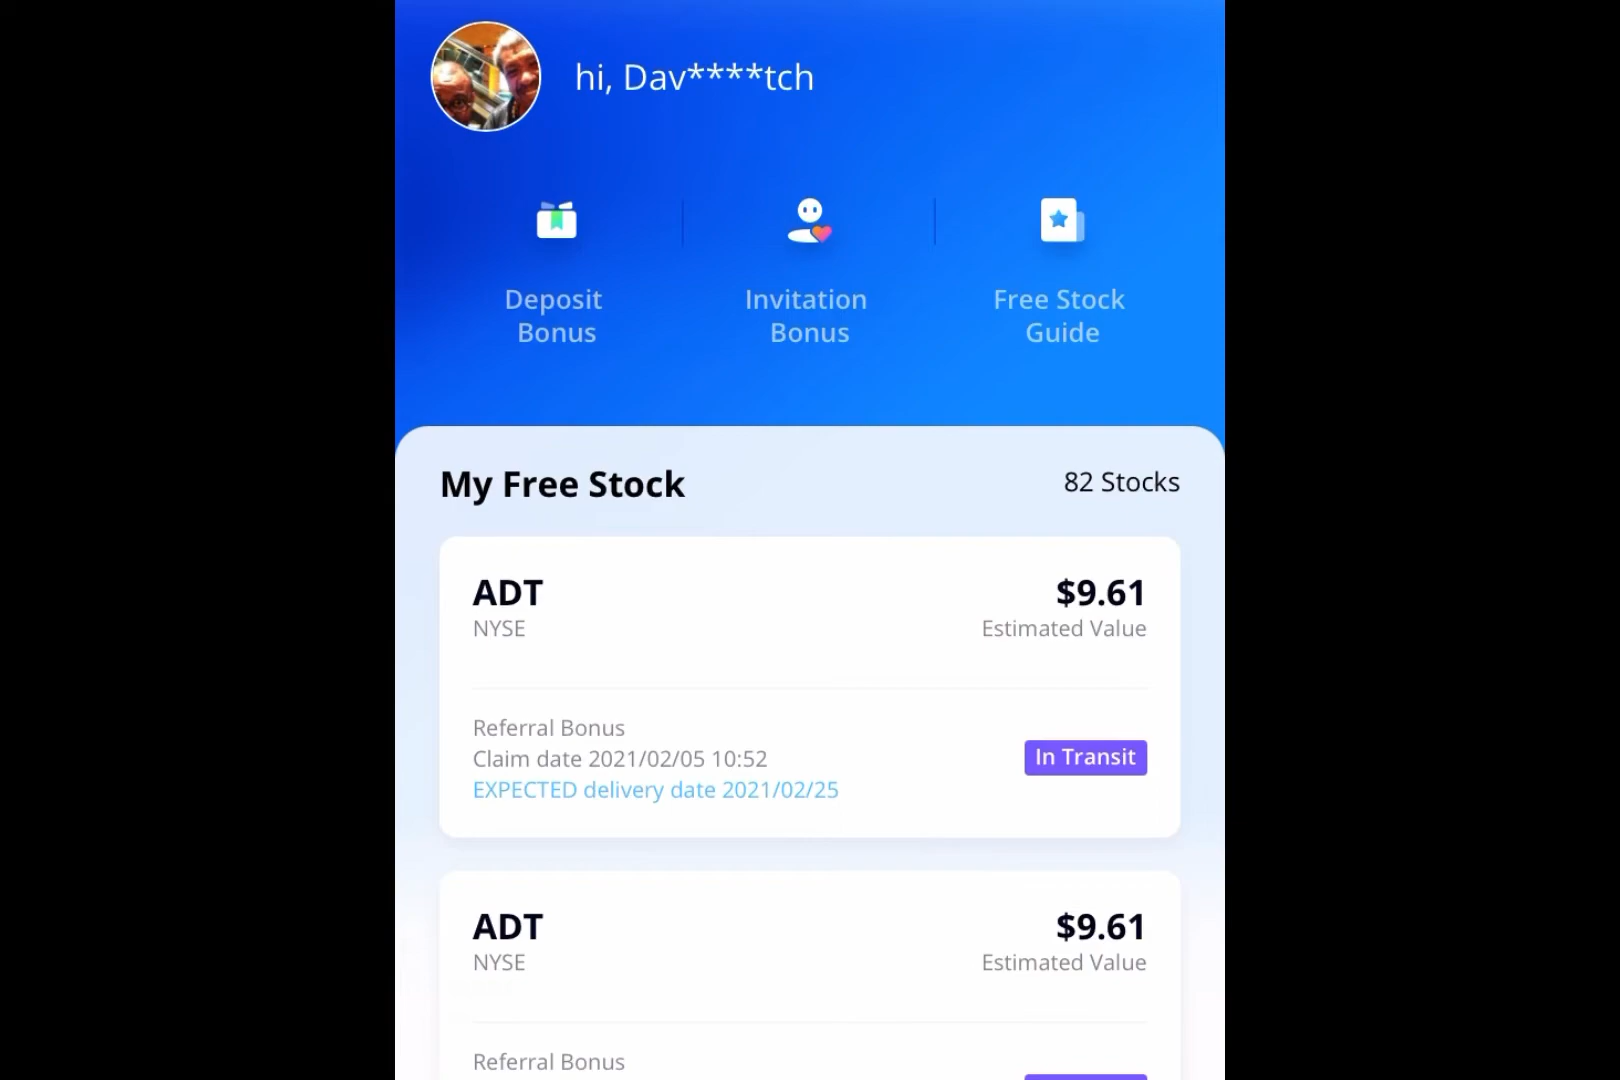 hi, Dav****tch
Deposit
Bonus
Invitation
Bonus
Free Stock
Guide
My Free Stock
82 Stocks
ADT
$9.61
NYSE
Estimated Value
Referral Bonus
Claim date 2021/02/05 10:52
In Transit
EXPECTED delivery date 2021/02/25
ADT
$9.61
NYSE
Estimated Value
Referral Bonus